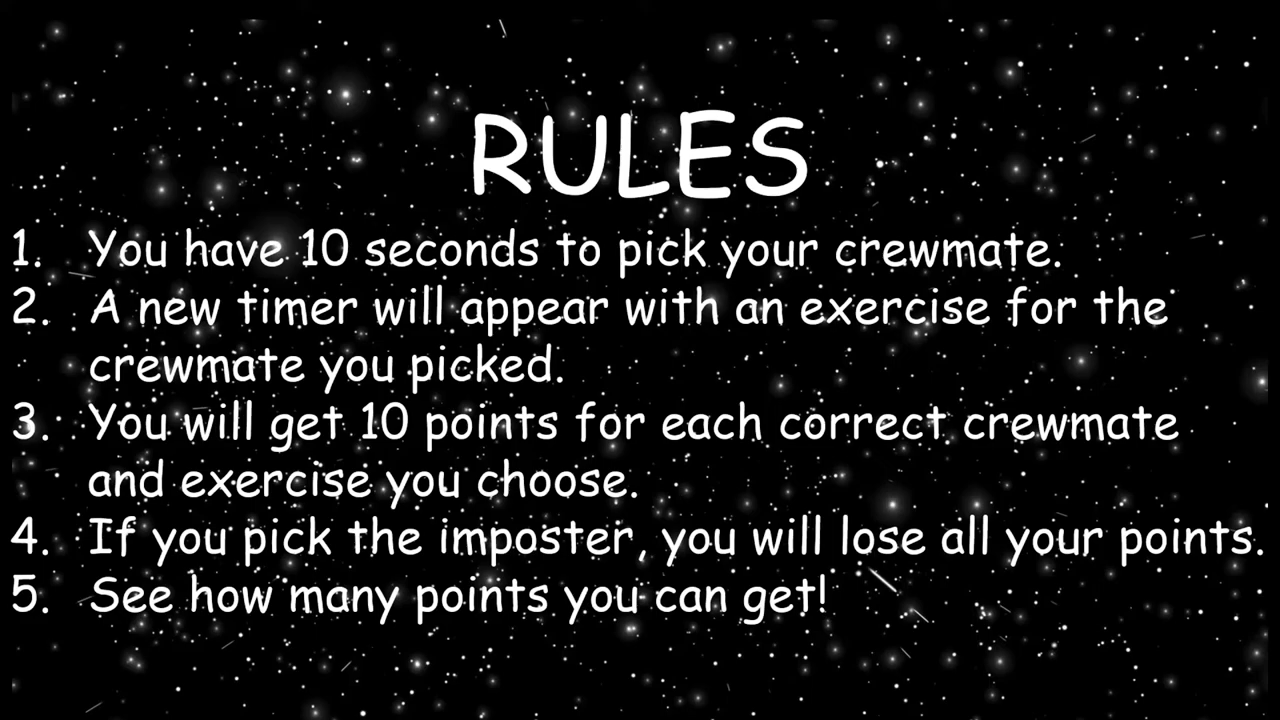 RULES
1. You have 10 seconds to pick your crewmate.
2. A new timer will appear with an exercise for the
crewmate you picked.
3. You will get 10 points for each correct crewmate
and exercise you choose.
4. If you pick the imposter, you will lose all your points.
5. See how many points you can get!